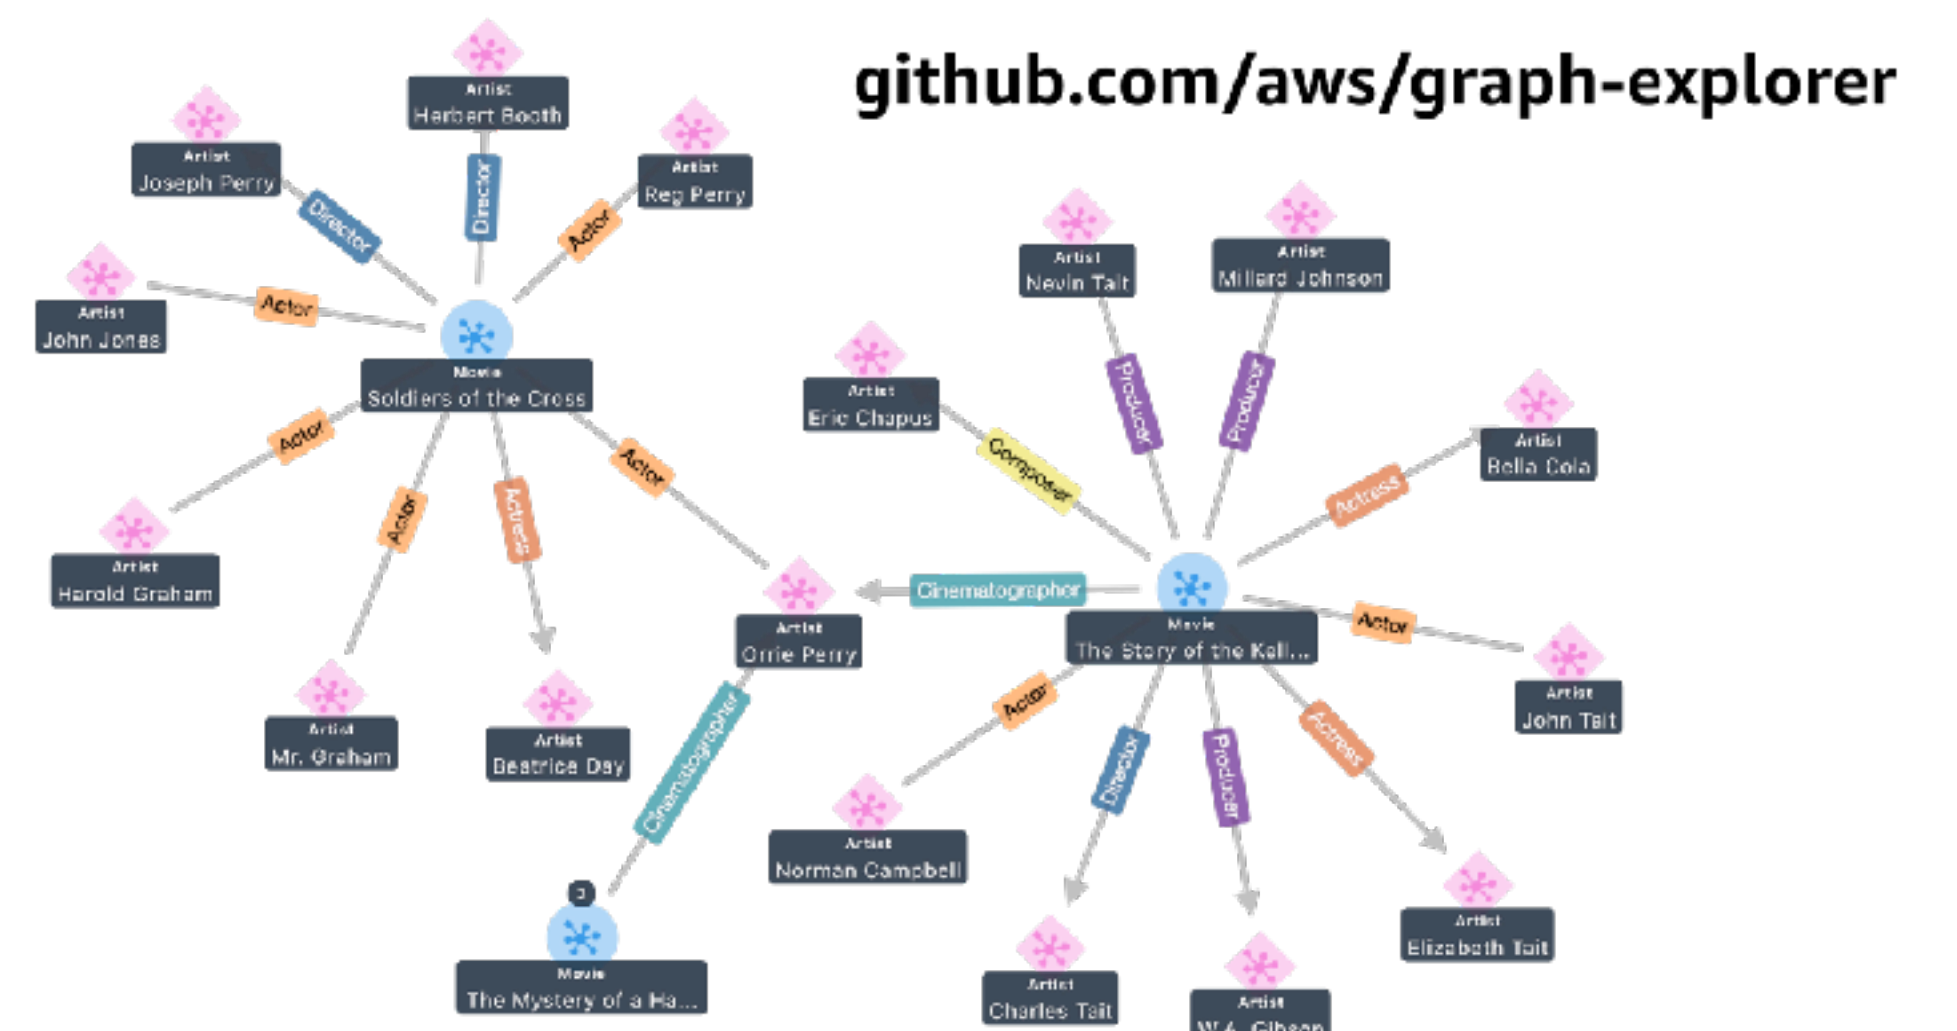 github.com/aws/graph-explorer
Artist
Herbert Booth
Artist
Joseph Perry
Artist
Reg Perry
Director
Director
Actor
Artist
John Jones
Actor
Movie
Soldiers of the Cross
Actor
Actor
Actress
Actor
Artist
Harold Graham
Artist
Mr. Graham
Artist
Beatrice Day
Artist
Orrie Perry
Cinematographer
Movie
The Mystery of a Ha...
Artist
Nevin Tait
Artist
Millard Johnson
Artist
Eric Chapus
Producer
Producer
Composer
Artist
Bella Cola
Actress
Cinematographer
Movie
The Story of the Kell...
Actor
Artist
John Tait
Actor
Director
Producer
Actress
Artist
Norman Campbell
Artist
Charles Tait
Artist
W.A. Gibson
Artist
Elizabeth Tait